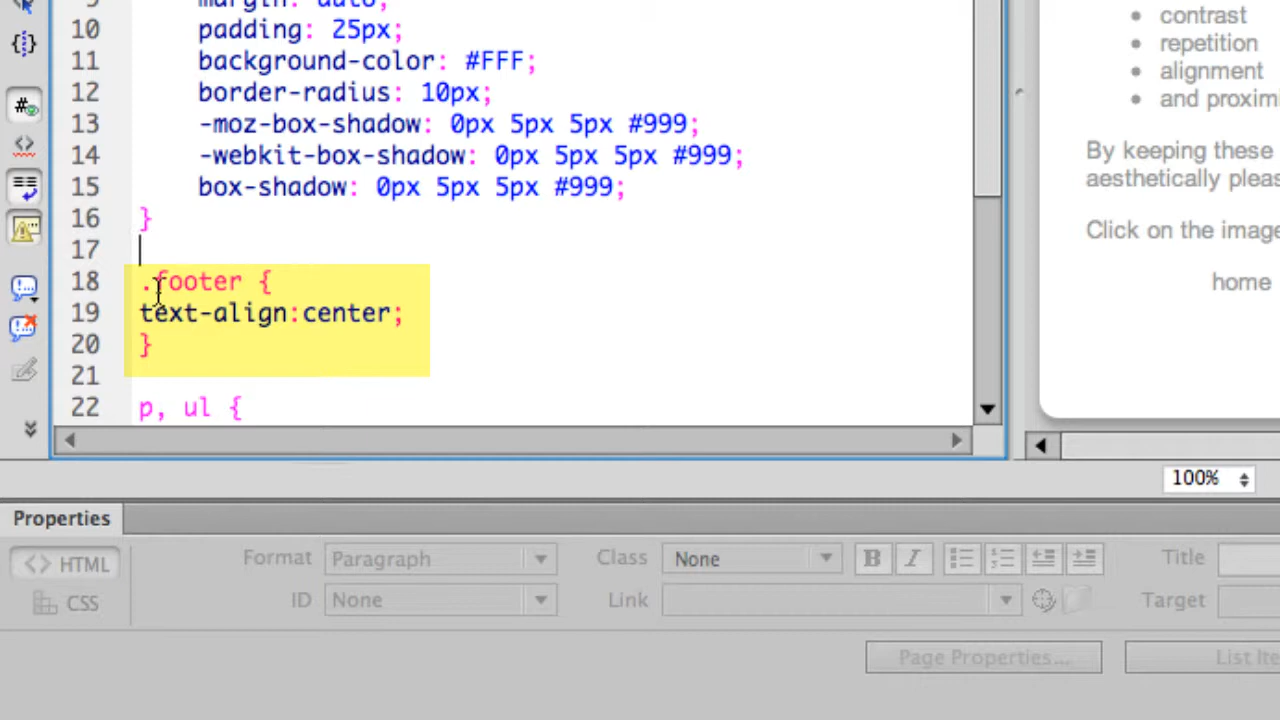 9 margin: auto;
10 padding: 25px;
11 background-color: #FFF;
12 border-radius: 10px;
13 -moz-box-shadow: 0px 5px 5px #999;
14 -webkit-box-shadow: 0px 5px 5px #999;
15 box-shadow: 0px 5px 5px #999;
16 }
17
18 .footer {
19 text-align:center;
20 }
21
22 p, ul {
• contrast
• repetition
• alignment
• and proximi
By keeping these
aesthetically pleas
Click on the image
home
100%
Properties
<> HTML
CSS
Format Paragraph
ID None
Class None
Link
B I
Title
Target
Page Properties...
List Ite